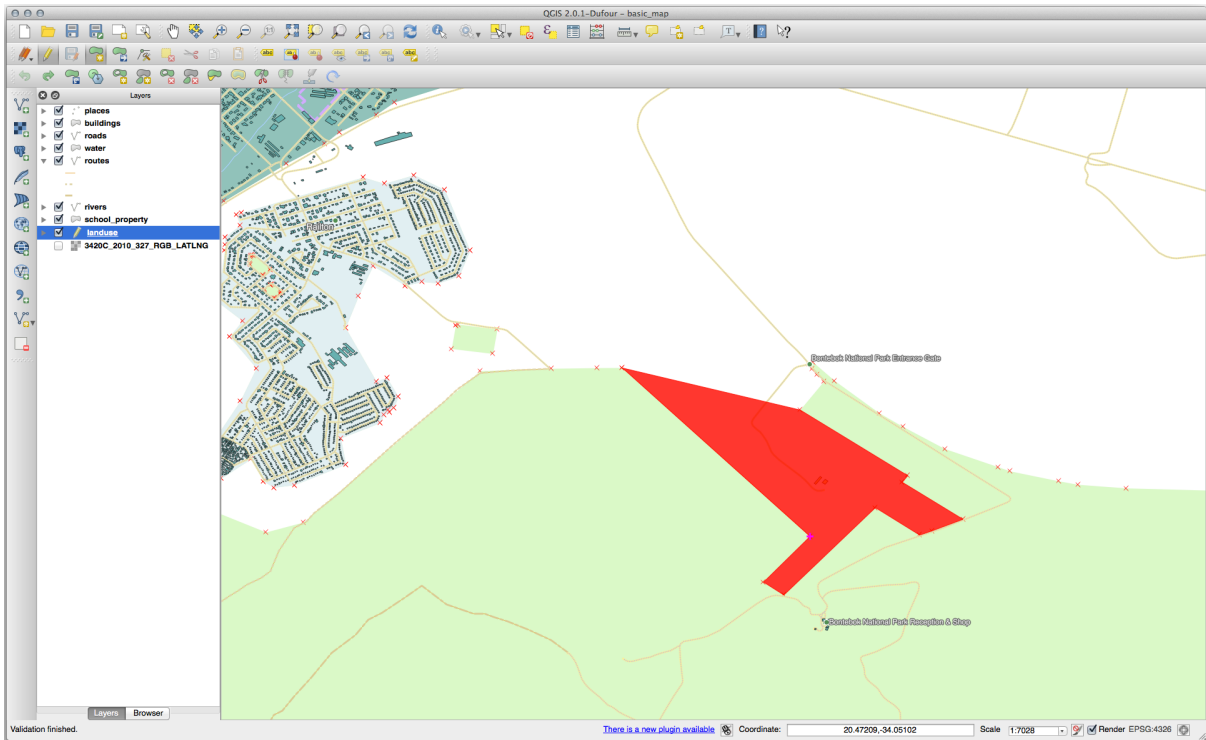 QGIS 2.0.1-Dufour - basic_map
Layers
places
buildings
roads
water
routes
rivers
school_property
landuse
3420C_2010_327_RGB_LATLNG
Railton
Bontebok National Park Entrance Gate
Bontebok National Park Reception & Shop
Layers Browser
Validation finished. There is a new plugin available Coordinate: 20.47209,-34.05102 Scale 1:7028 Render EPSG:4326